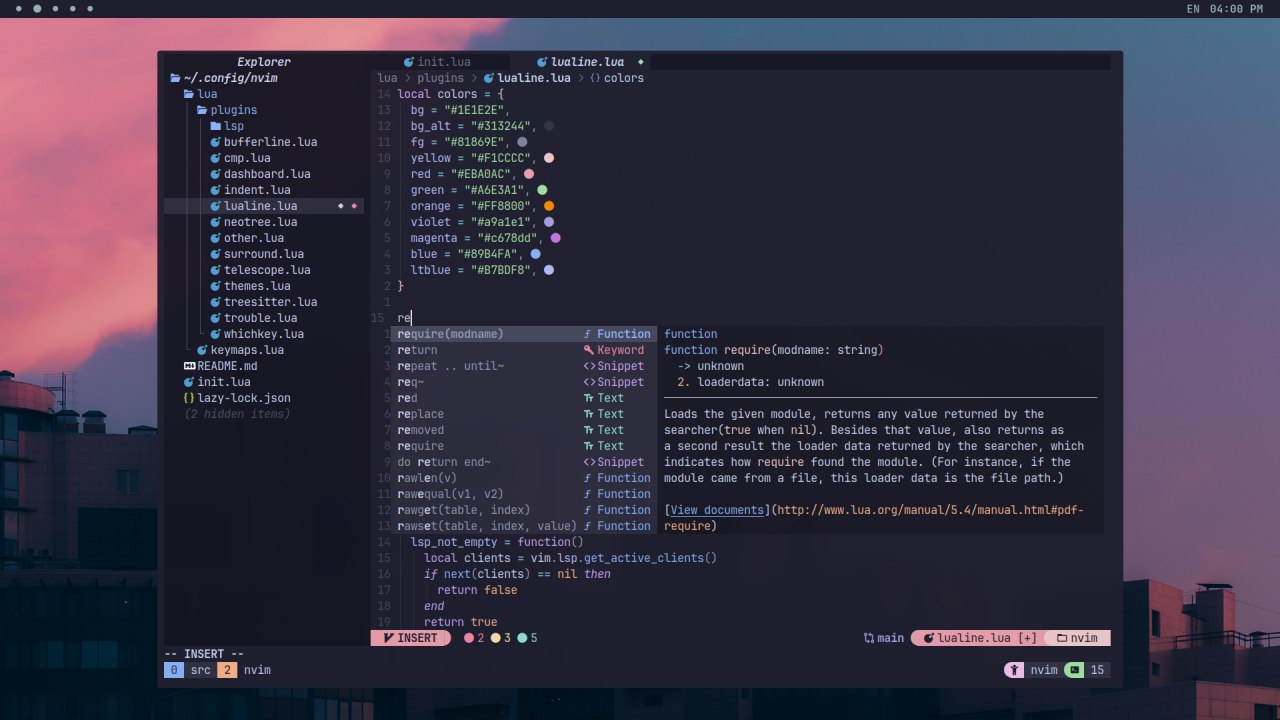 EN 04:00 PM
Explorer
~/.config/nvim
lua
plugins
lsp
bufferline.lua
cmp.lua
dashboard.lua
indent.lua
lualine.lua
neotree.lua
other.lua
surround.lua
telescope.lua
themes.lua
treesitter.lua
trouble.lua
whichkey.lua
keymaps.lua
README.md
init.lua
lazy-lock.json
(2 hidden items)
init.lua lualine.lua
lua > plugins > lualine.lua > {} colors
14 local colors = {
13 bg = "#1E1E2E",
12 bg_alt = "#313244",
11 fg = "#81869E",
10 yellow = "#F1CCCC",
9 red = "#EBA0AC",
8 green = "#A6E3A1",
7 orange = "#FF8800",
6 violet = "#a9a1e1",
5 magenta = "#c678dd",
4 blue = "#89B4FA",
3 ltblue = "#B7BDF8",
2 }
1
15 re
1 require(modname) ƒ Function
2 return Keyword
3 repeat .. until~ <>Snippet
4 req~ <>Snippet
5 red Tт Text
6 replace Tт Text
7 removed Tт Text
8 require Tт Text
9 do return end~ <>Snippet
10 rawlen(v) ƒ Function
11 rawequal(v1, v2) ƒ Function
12 rawget(table, index) ƒ Function
13 rawset(table, index, value) ƒ Function
function
function require(modname: string)
-> unknown
2. loaderdata: unknown
Loads the given module, returns any value returned by the
searcher(true when nil). Besides that value, also returns as
a second result the loader data returned by the searcher, which
indicates how require found the module. (For instance, if the
module came from a file, this loader data is the file path.)
[View documents](http://www.lua.org/manual/5.4/manual.html#pdf-
require)
14 lsp_not_empty = function()
15 local clients = vim.lsp.get_active_clients()
16 if next(clients) == nil then
17 return false
18 end
19 return true
INSERT 2 3 5 main lualine.lua [+] nvim
-- INSERT --
0 src 2 nvim nvim 15